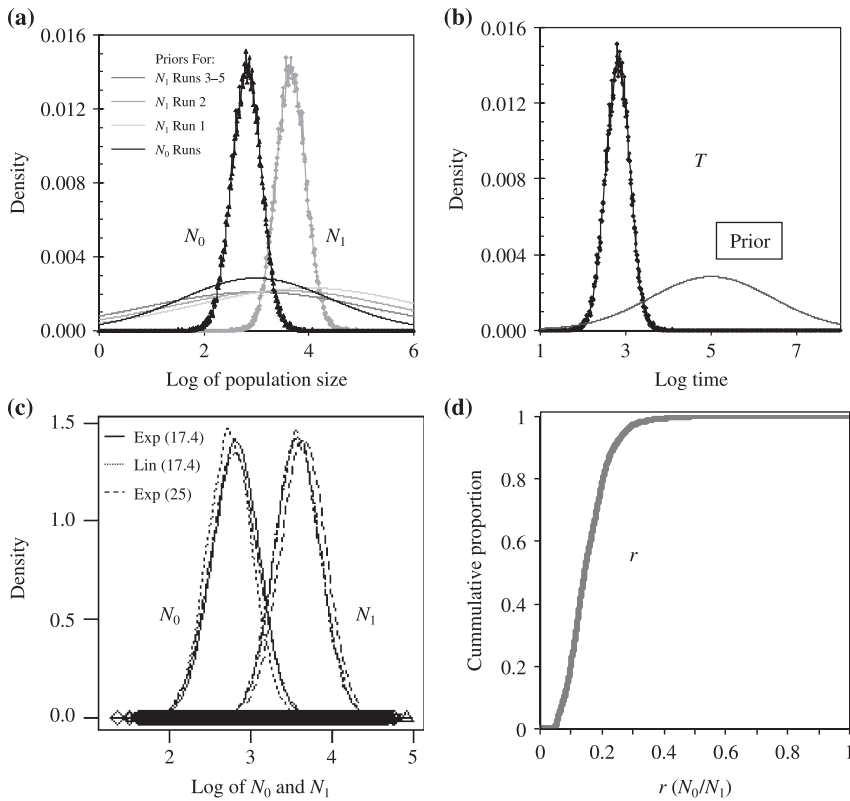 (a)
0.016
0.012
0.008
0.004
0.000
Density
Priors For:
N1 Runs 3–5
N1 Run 2
N1 Run 1
N0 Runs
N0
N1
0
2
4
6
Log of population size
(b)
0.016
0.012
0.008
0.004
0.000
Density
T
Prior
1
3
5
7
Log time
(c)
1.5
1.0
0.5
0.0
Density
Exp (17.4)
Lin (17.4)
Exp (25)
N0
N1
2
3
4
5
Log of N0 and N1
(d)
1
0.8
0.6
0.4
0.2
0
Cummulative proportion
r
0
0.2
0.4
0.6
0.8
1
r (N0/N1)